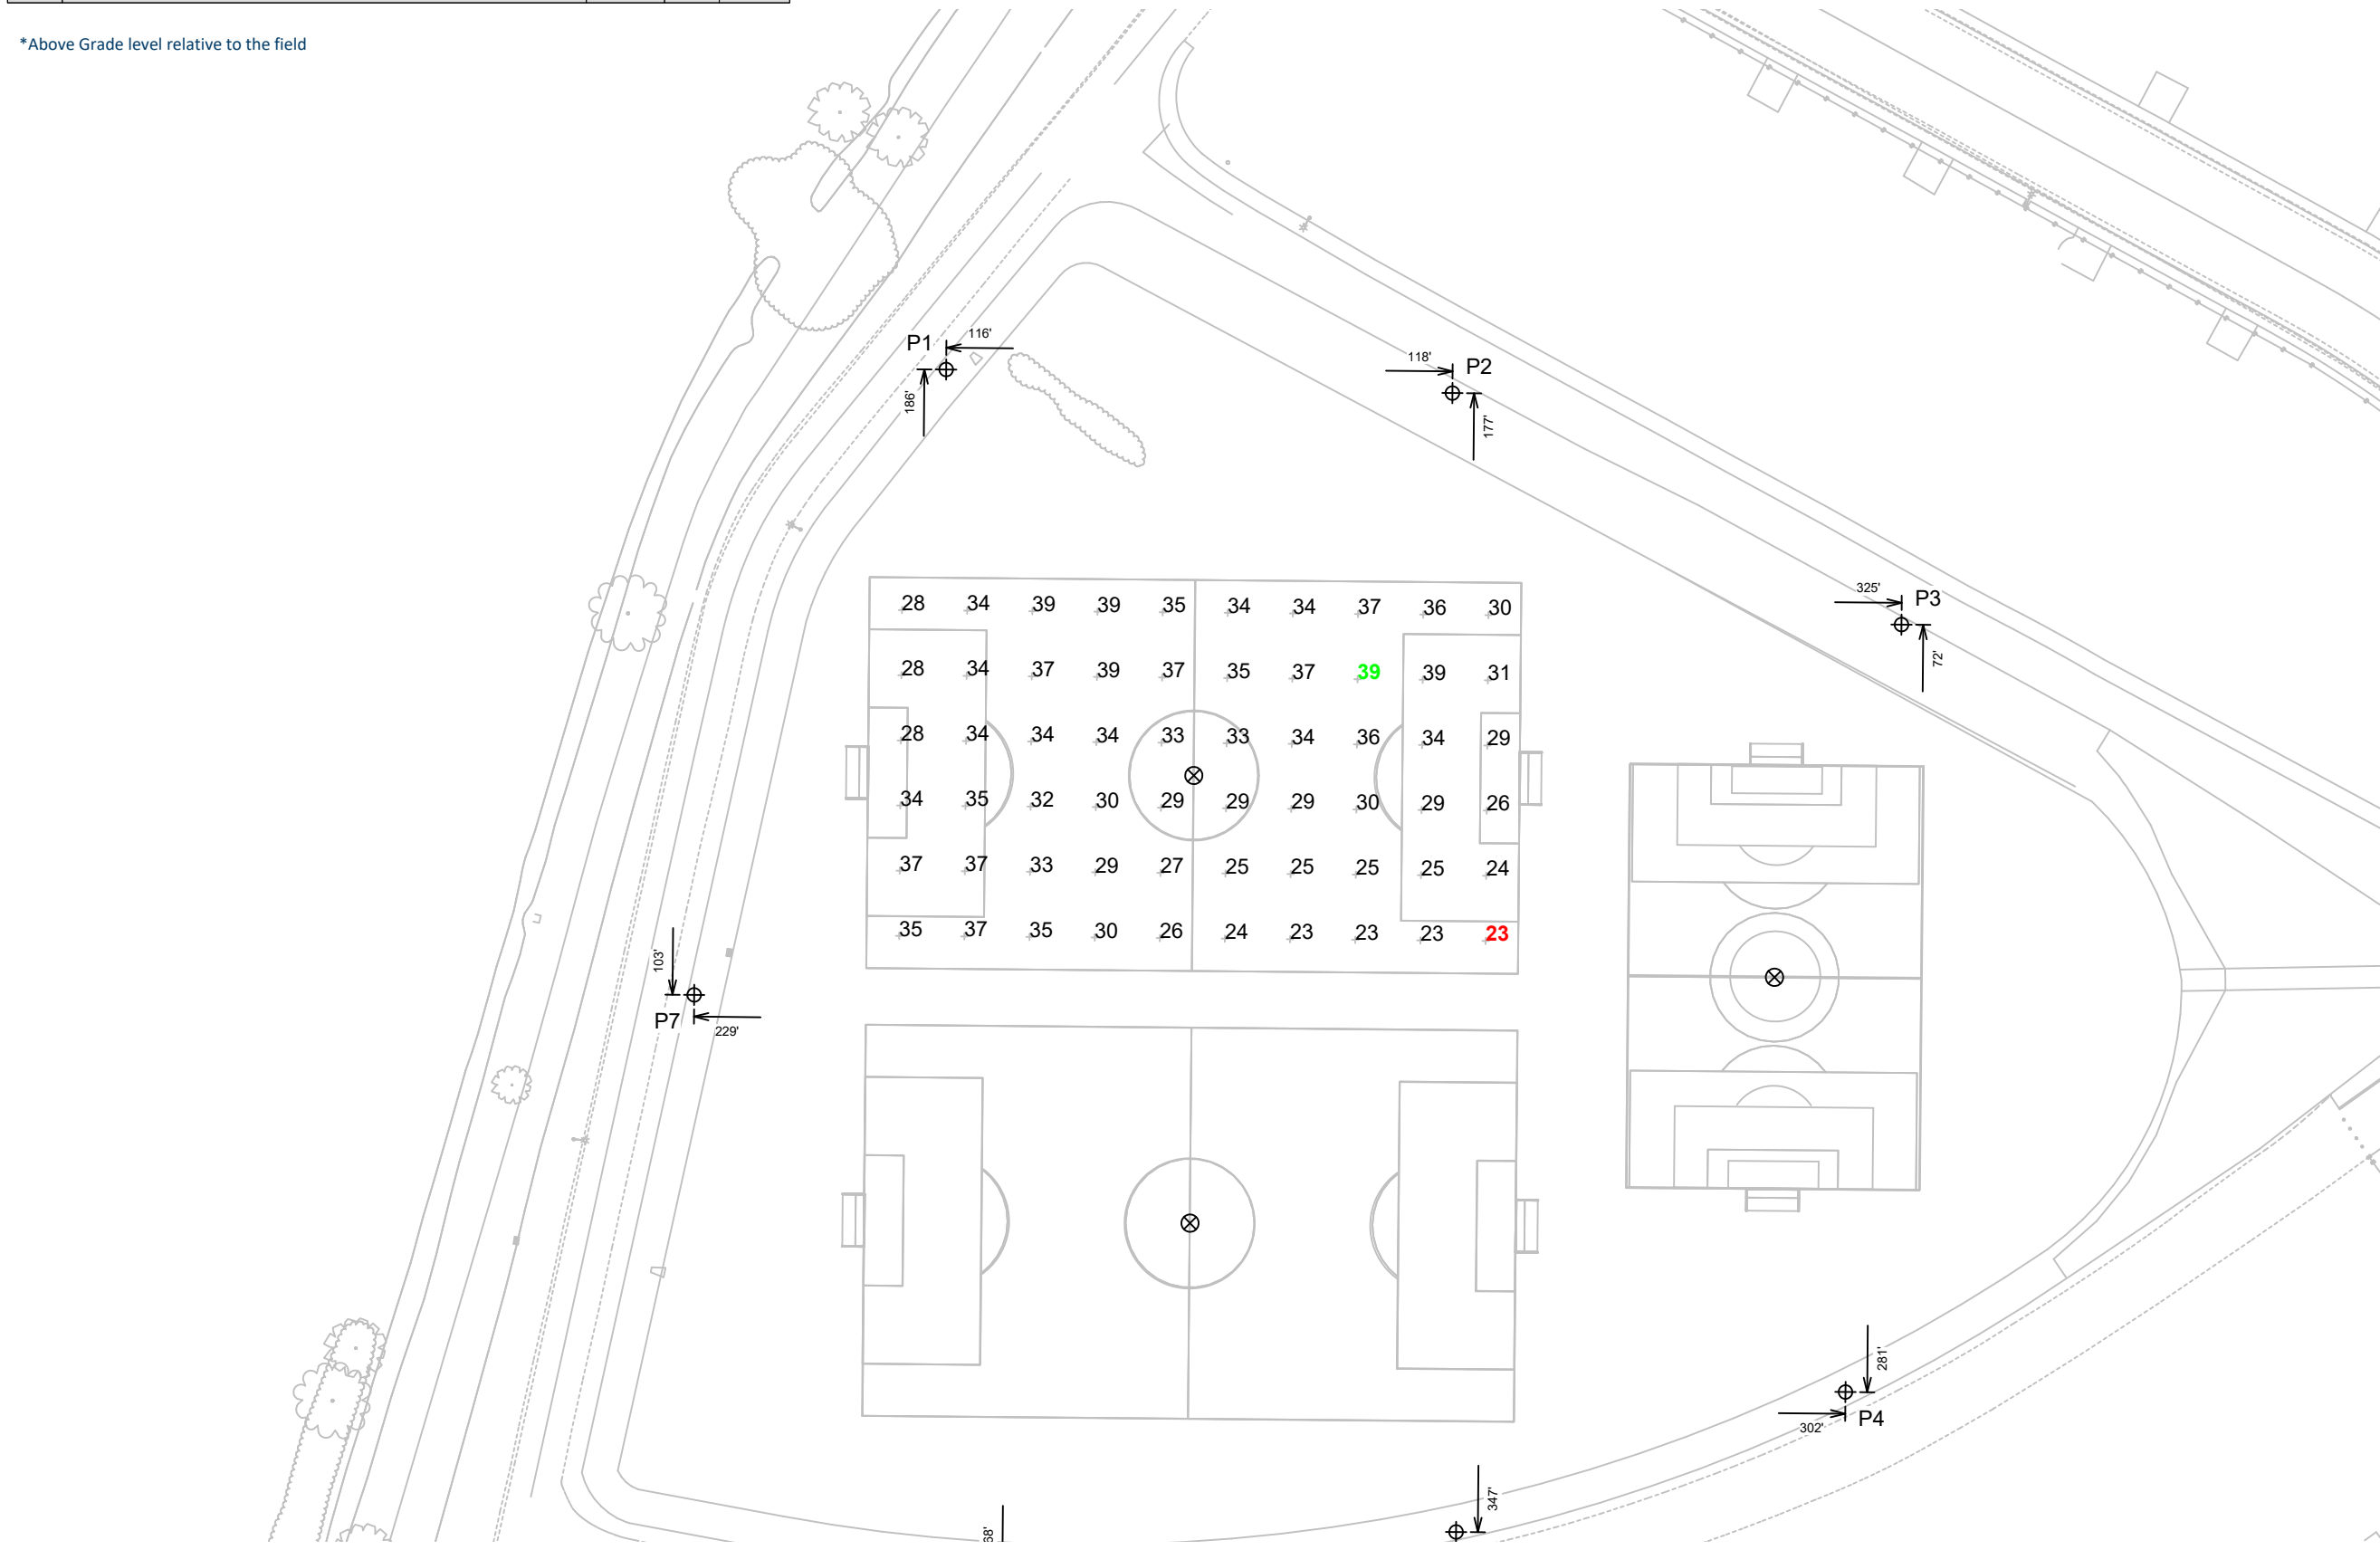 *Above Grade level relative to the field
P1
116'
186'
118'
P2
177'
325'
P3
72'
28 34 39 39 35 34 34 37 36 30
28 34 37 39 37 35 37 39 39 31
28 34 34 34 33 33 34 36 34 29
34 35 32 30 29 29 29 30 29 26
37 37 33 29 27 25 25 25 25 24
35 37 35 30 26 24 23 23 23 23
103'
P7
229'
281'
302'
P4
347'
68'